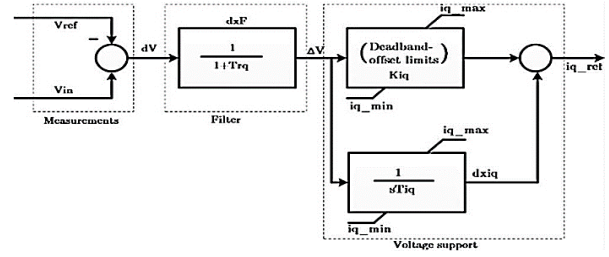 Vref
−
dV
Vin
Measurements
dxF
1
1+Trq
ΔV
Filter
iq_max
(Deadband-
offset limits)
Kiq
iq_min
iq_ref
iq_max
1
sTiq
dxiq
iq_min
Voltage support